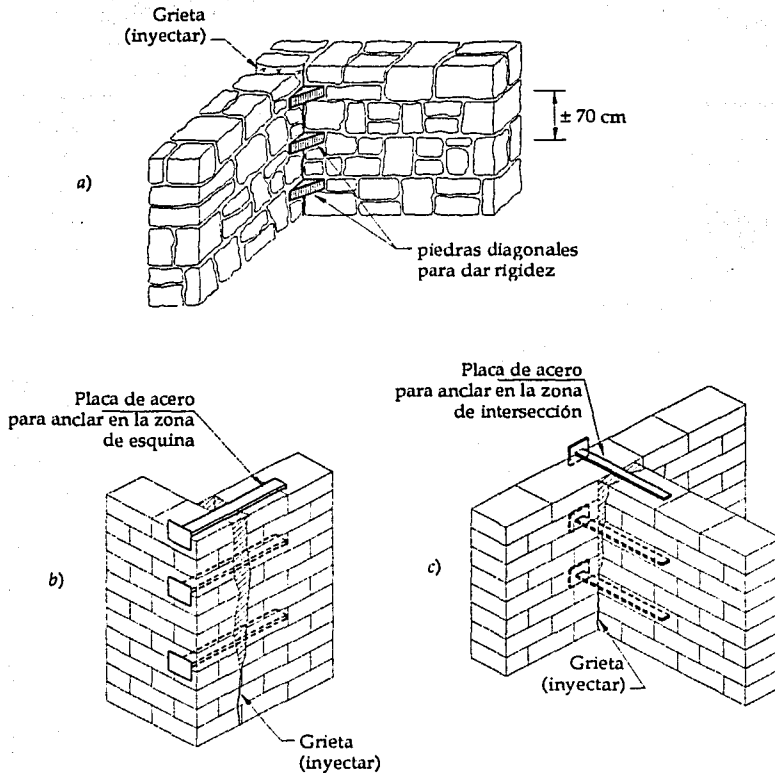 Grieta
(inyectar)
a)
± 70 cm
piedras diagonales
para dar rigidez
Placa de acero
para anclar en la zona
de esquina
b)
Grieta
(inyectar)
Placa de acero
para anclar en la zona
de intersección
c)
Grieta
(inyectar)